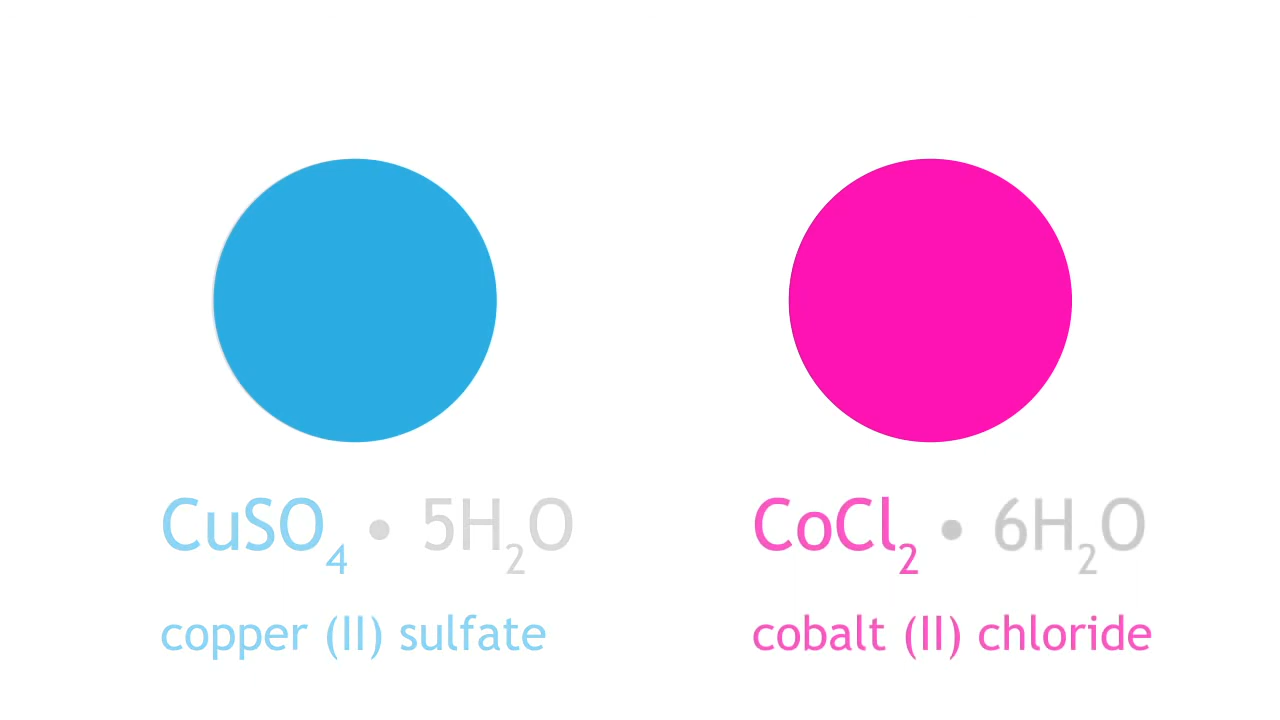 CuSO₄ • 5H₂O
CoCl₂ • 6H₂O
copper (II) sulfate
cobalt (II) chloride